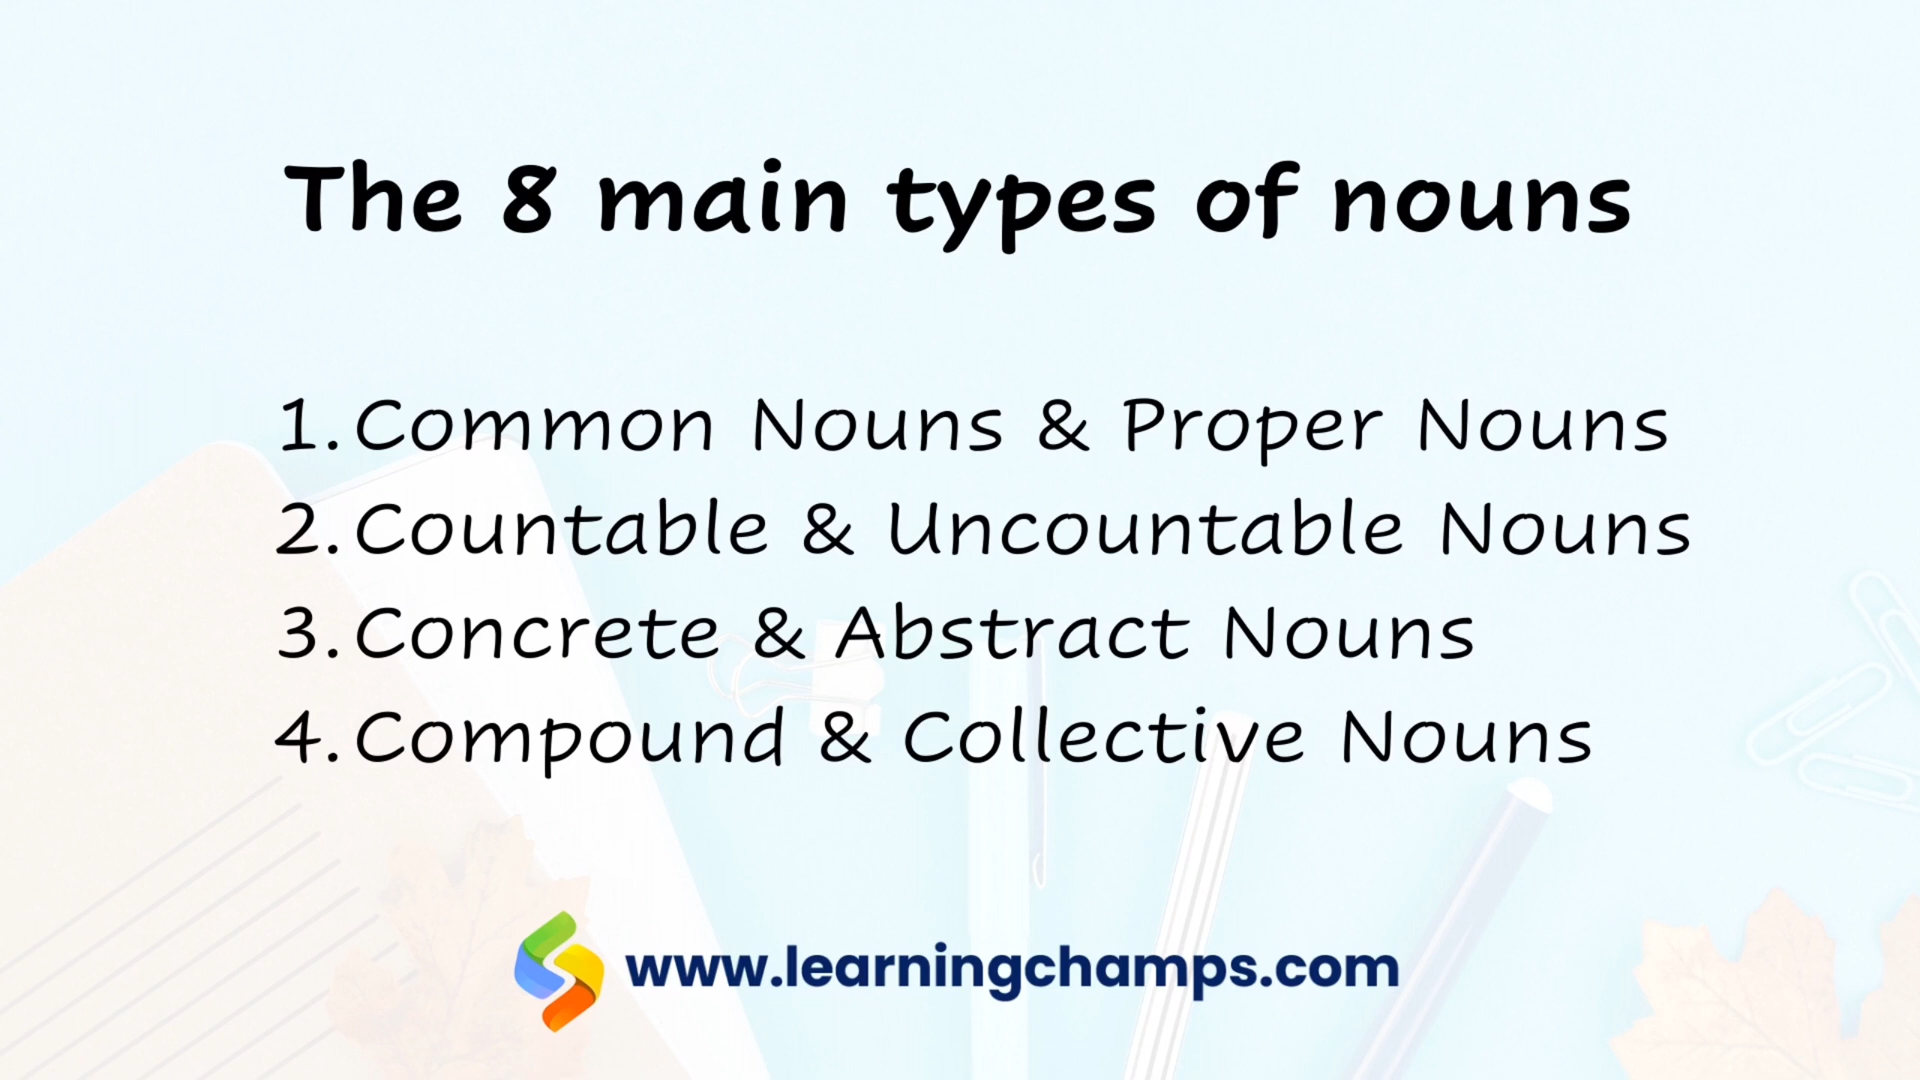 The 8 main types of nouns
1. Common Nouns & Proper Nouns
2. Countable & Uncountable Nouns
3. Concrete & Abstract Nouns
4. Compound & Collective Nouns
www.learningchamps.com